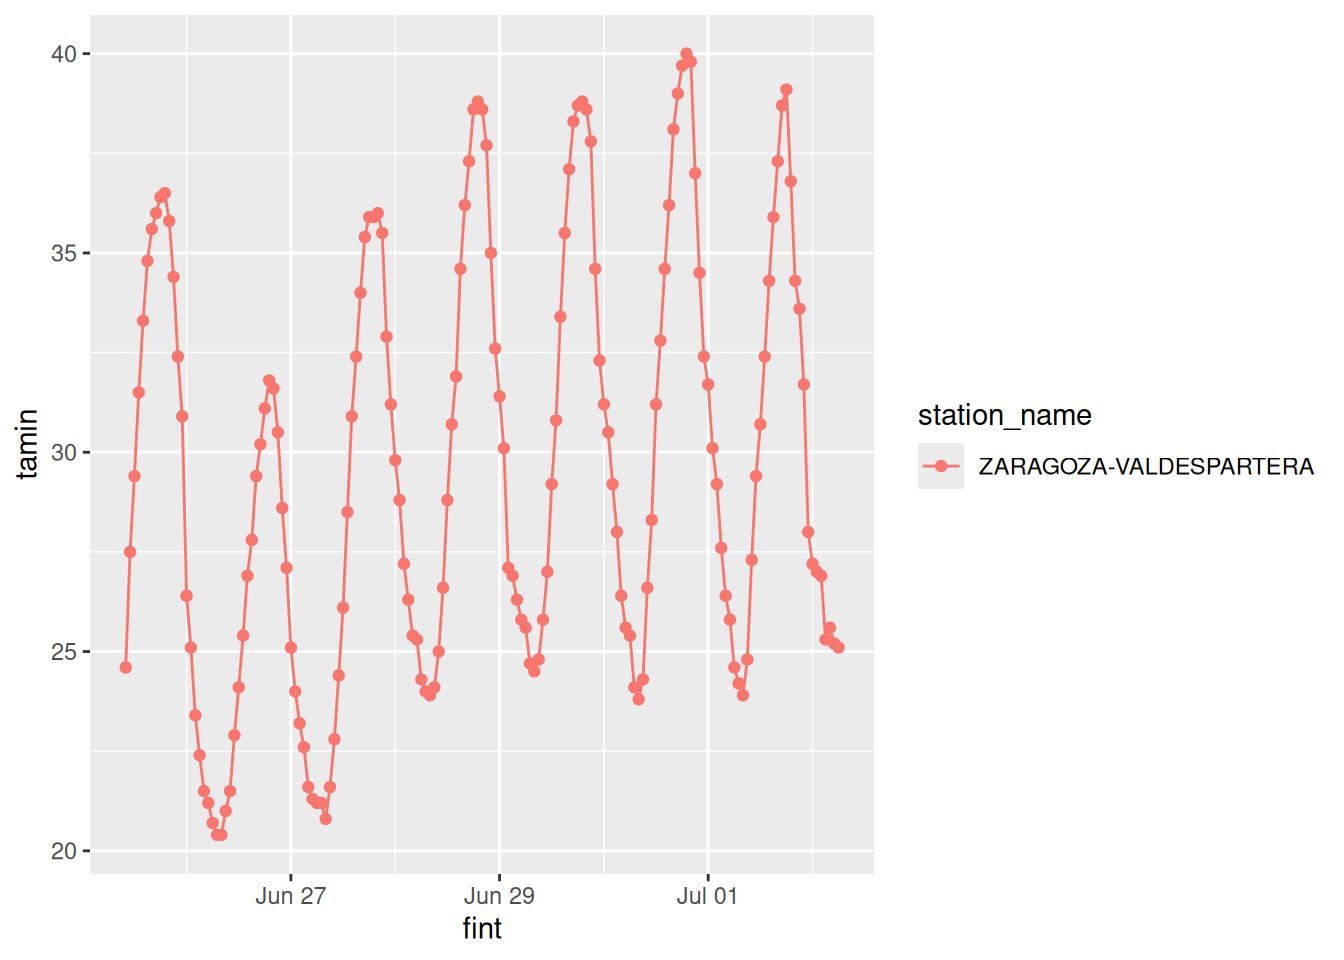 40
35
30
25
20
tamin
Jun 27
Jun 29
Jul 01
fint
station_name
ZARAGOZA-VALDESPARTERA